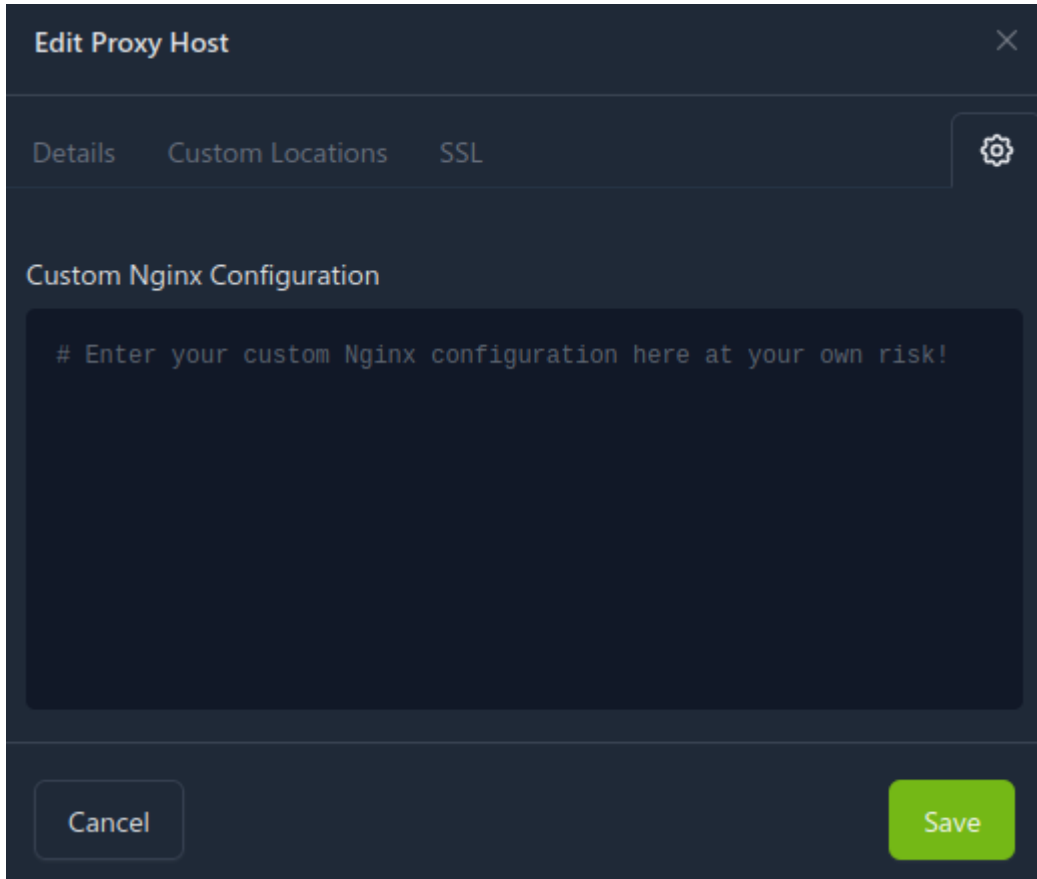 Edit Proxy Host
Details Custom Locations SSL
Custom Nginx Configuration
# Enter your custom Nginx configuration here at your own risk!
Cancel Save